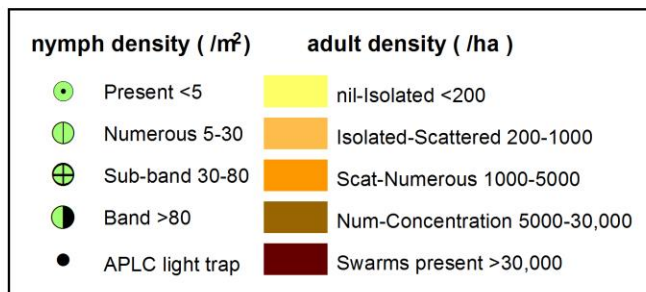 nymph density ( /m²) adult density ( /ha )
Present <5 nil-Isolated <200
Numerous 5-30 Isolated-Scattered 200-1000
Sub-band 30-80 Scat-Numerous 1000-5000
Band >80 Num-Concentration 5000-30,000
APLC light trap Swarms present >30,000